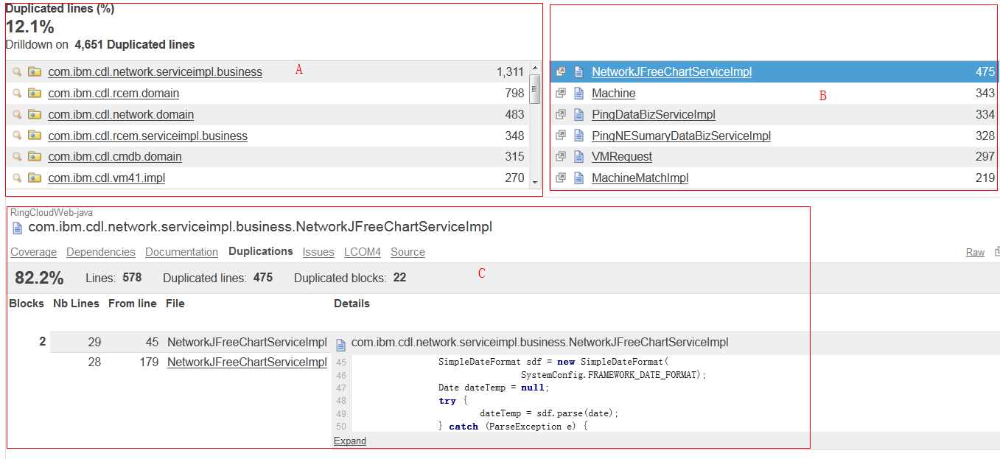 Duplicated lines (%)
12.1%
Drilldown on 4,651 Duplicated lines
A
com.ibm.cdl.network.serviceimpl.business 1,311
com.ibm.cdl.rcem.domain 798
com.ibm.cdl.network.domain 483
com.ibm.cdl.rcem.serviceimpl.business 348
com.ibm.cdl.cmdb.domain 315
com.ibm.cdl.vm41.impl 270
NetworkJFreeChartServiceImpl 475
B
Machine 343
PingDataBizServiceImpl 334
PingNESumaryDataBizServiceImpl 328
VMRequest 297
MachineMatchImpl 219
RingCloudWeb-java
com.ibm.cdl.network.serviceimpl.business.NetworkJFreeChartServiceImpl
Coverage Dependencies Documentation Duplications Issues LCOM4 Source Raw
82.2% Lines: 578 Duplicated lines: 475 Duplicated blocks: 22 C
Blocks Nb Lines From line File Details
2 29 45 NetworkJFreeChartServiceImpl com.ibm.cdl.network.serviceimpl.business.NetworkJFreeChartServiceImpl
28 179 NetworkJFreeChartServiceImpl
45 SimpleDateFormat sdf = new SimpleDateFormat(
46 SystemConfig.FRAMEWORK_DATE_FORMAT);
47 Date dateTemp = null;
48 try {
49 dateTemp = sdf.parse(date);
50 } catch (ParseException e) {
Expand